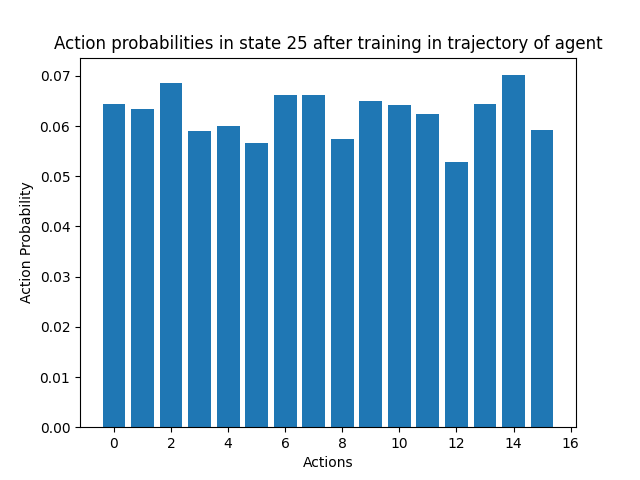 Action probabilities in state 25 after training in trajectory of agent
0.07
0.06
0.05
0.04
0.03
0.02
0.01
0.00
Action Probability
0 2 4 6 8 10 12 14 16
Actions